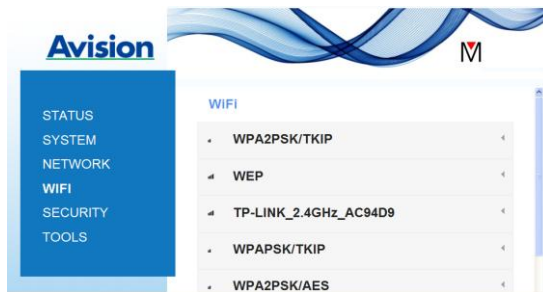 Avision
M
STATUS
SYSTEM
NETWORK
WIFI
SECURITY
TOOLS
WiFi
WPA2PSK/TKIP
WEP
TP-LINK_2.4GHz_AC94D9
WPAPSK/TKIP
WPA2PSK/AES